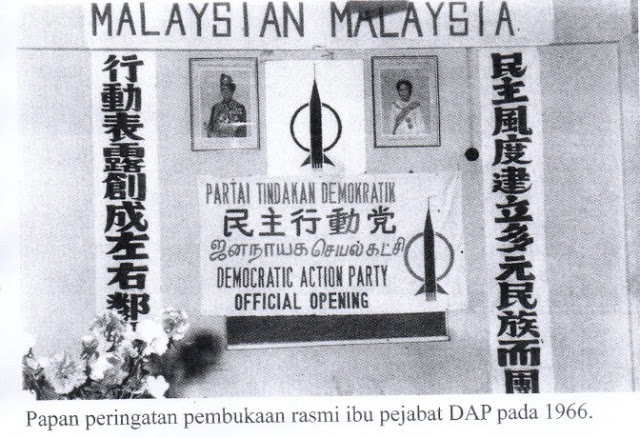 MALAYSIAN MALAYSIA
民主風度建立多元民族而團
行動表露創成左右鄰
PARTAI TINDAKAN DEMOKRATIK
民主行動党
ஜனநாயக செயல் கட்சி
DEMOCRATIC ACTION PARTY
OFFICIAL OPENING
Papan peringatan pembukaan rasmi ibu pejabat DAP pada 1966.